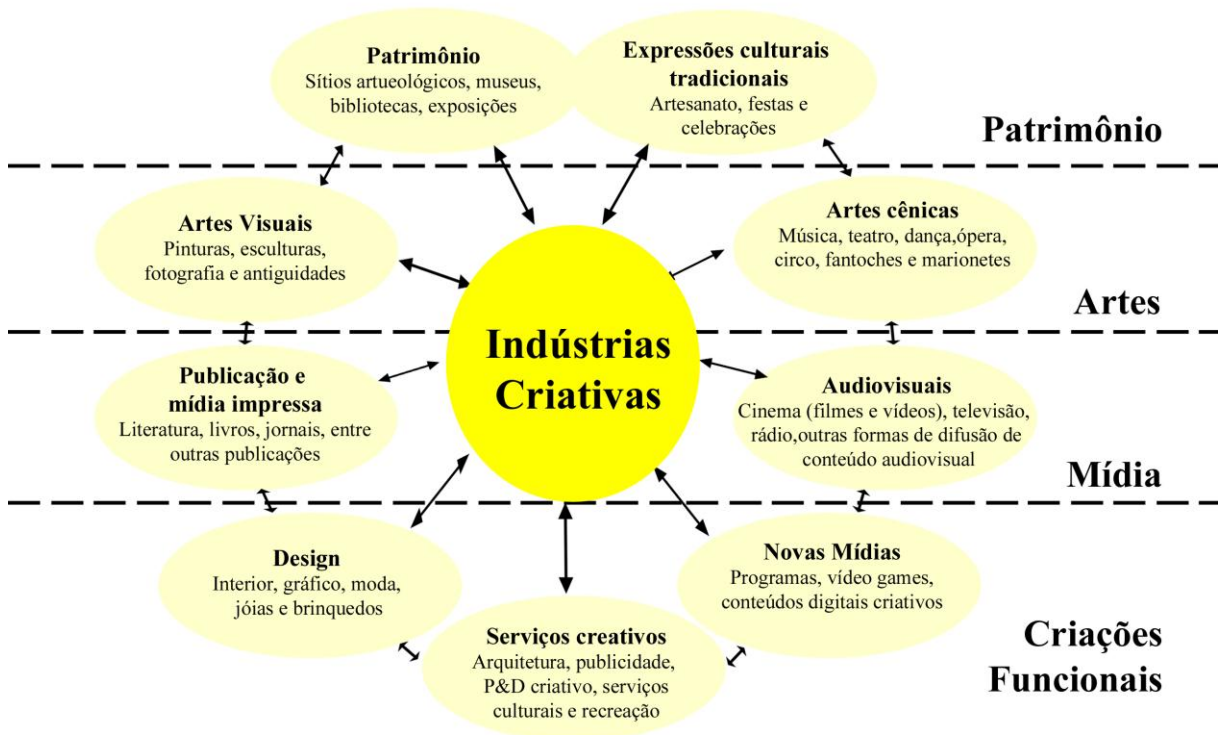 Patrimônio
Sítios artueológicos, museus,
bibliotecas, exposições
Expressões culturais
tradicionais
Artesanato, festas e
celebrações
Patrimônio
Artes Visuais
Pinturas, esculturas,
fotografia e antiguidades
Artes cênicas
Música, teatro, dança,ópera,
circo, fantoches e marionetes
Artes
Indústrias
Criativas
Publicação e
mídia impressa
Literatura, livros, jornais, entre
outras publicações
Audiovisuais
Cinema (filmes e vídeos), televisão,
rádio,outras formas de difusão de
conteúdo audiovisual
Mídia
Design
Interior, gráfico, moda,
jóias e brinquedos
Serviços creativos
Arquitetura, publicidade,
P&D criativo, serviços
culturais e recreação
Novas Mídias
Programas, vídeo games,
conteúdos digitais criativos
Criações
Funcionais